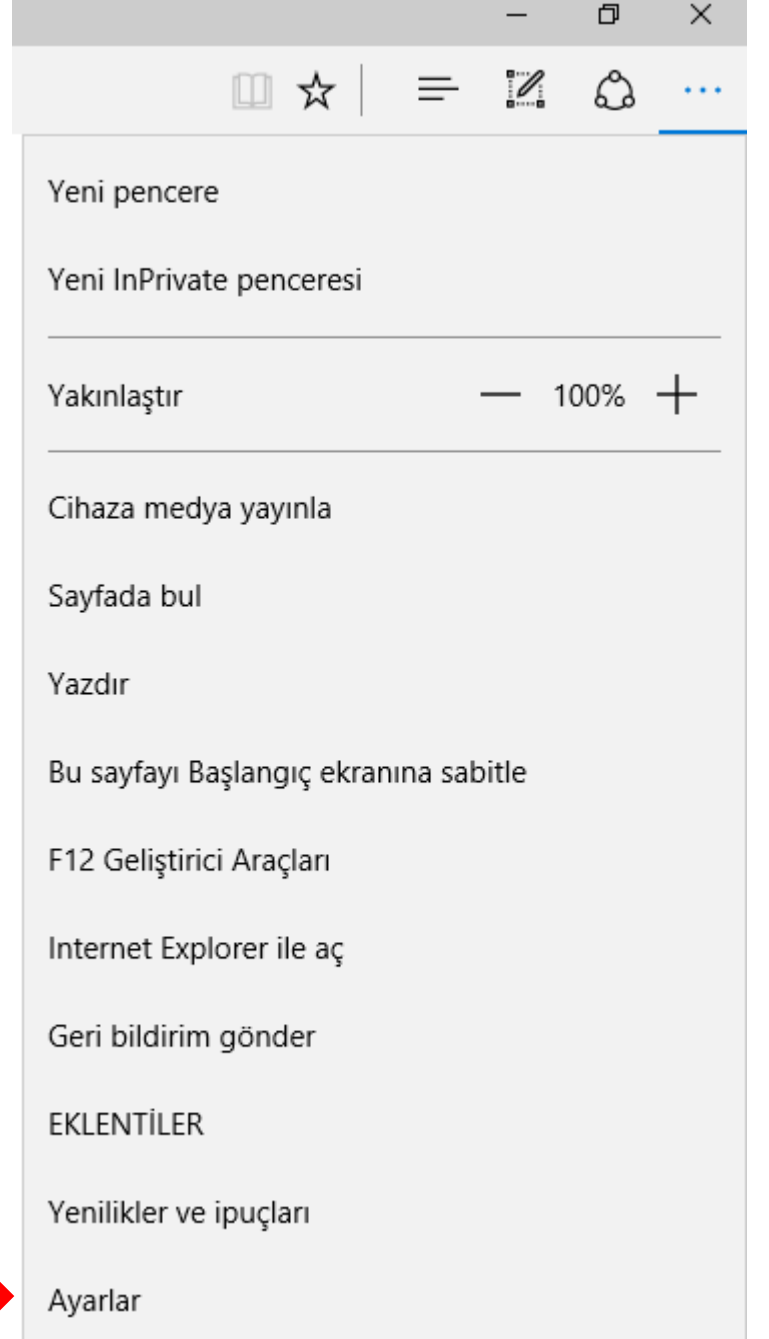 Yeni pencere
Yeni InPrivate penceresi
Yakınlaştır 100%
Cihaza medya yayınla
Sayfada bul
Yazdır
Bu sayfayı Başlangıç ekranına sabitle
F12 Geliştirici Araçları
Internet Explorer ile aç
Geri bildirim gönder
EKLENTİLER
Yenilikler ve ipuçları
Ayarlar